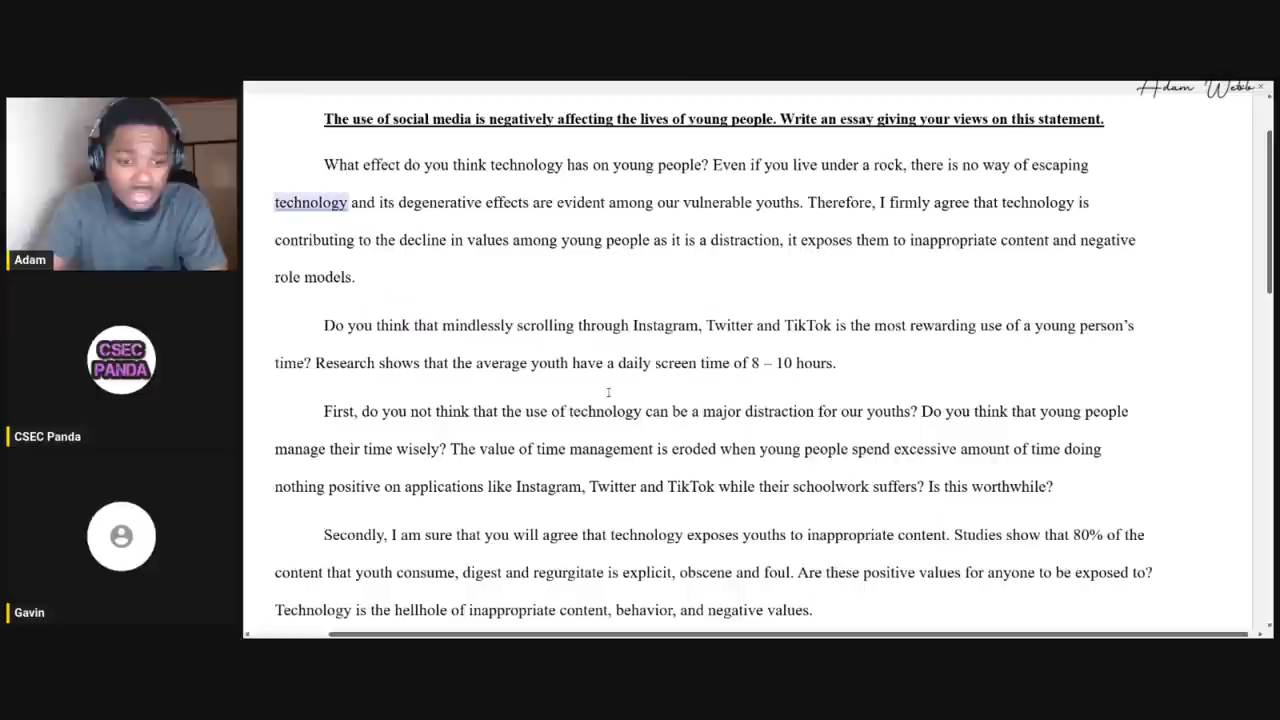 Adam Webb
The use of social media is negatively affecting the lives of young people. Write an essay giving your views on this statement.
What effect do you think technology has on young people? Even if you live under a rock, there is no way of escaping
technology and its degenerative effects are evident among our vulnerable youths. Therefore, I firmly agree that technology is
contributing to the decline in values among young people as it is a distraction, it exposes them to inappropriate content and negative
role models.
Do you think that mindlessly scrolling through Instagram, Twitter and TikTok is the most rewarding use of a young person's
time? Research shows that the average youth have a daily screen time of 8 – 10 hours.
First, do you not think that the use of technology can be a major distraction for our youths? Do you think that young people
manage their time wisely? The value of time management is eroded when young people spend excessive amount of time doing
nothing positive on applications like Instagram, Twitter and TikTok while their schoolwork suffers? Is this worthwhile?
Secondly, I am sure that you will agree that technology exposes youths to inappropriate content. Studies show that 80% of the
content that youth consume, digest and regurgitate is explicit, obscene and foul. Are these positive values for anyone to be exposed to?
Technology is the hellhole of inappropriate content, behavior, and negative values.
Adam
CSEC
PANDA
CSEC Panda
Gavin